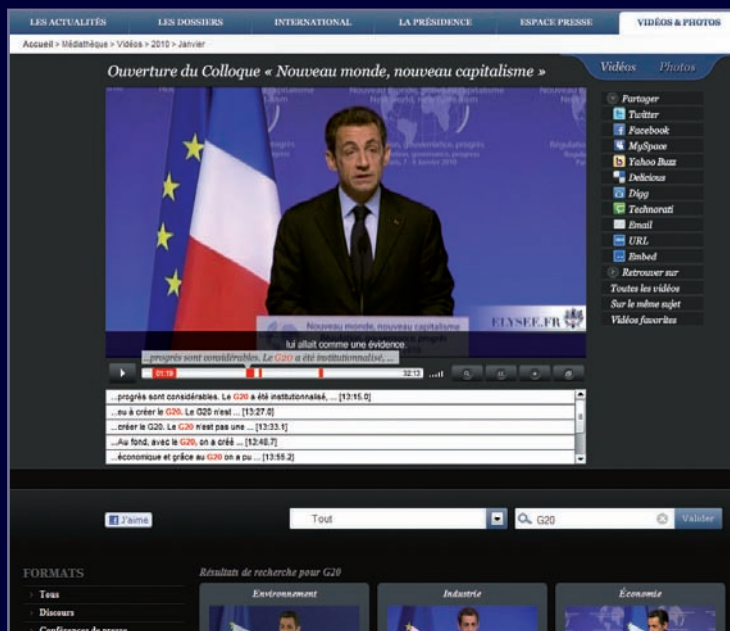 LES ACTUALITÉS LES DOSSIERS INTERNATIONAL LA PRÉSIDENCE ESPACE PRESSE VIDÉOS & PHOTOS
Accueil > Médiathèque > Vidéos > 2010 > Janvier
Ouverture du Colloque « Nouveau monde, nouveau capitalisme »
Vidéos Photos
Partager
Twitter
Facebook
MySpace
Yahoo Buzz
Delicious
Digg
Technorati
Email
URL
Embed
Retrouver sur
Toutes les vidéos
Sur le même sujet
Vidéos favorites
ELYSEE.FR
Nouveau monde, nouveau capitalisme
lui allait comme une évidence.
...progrès sont considérables. Le G20 a été institutionnalisé, ...
01:19 32:13
...progrès sont considérables. Le G20 a été institutionnalisé, ... [13:15.0]
...eu à créer le G20. Le G20 n'est ... [13:27.0]
...créer le G20. Le G20 n'est pas une ... [13:33.1]
...Au fond, avec le G20, on a créé ... [13:48.7]
...économique et grâce au G20 on a pu ... [13:55.2]
J'aime Tout G20 Valider
FORMATS
Tous
Discours
Conférences de presse
Résultats de recherche pour G20
Environnement Industrie Économie